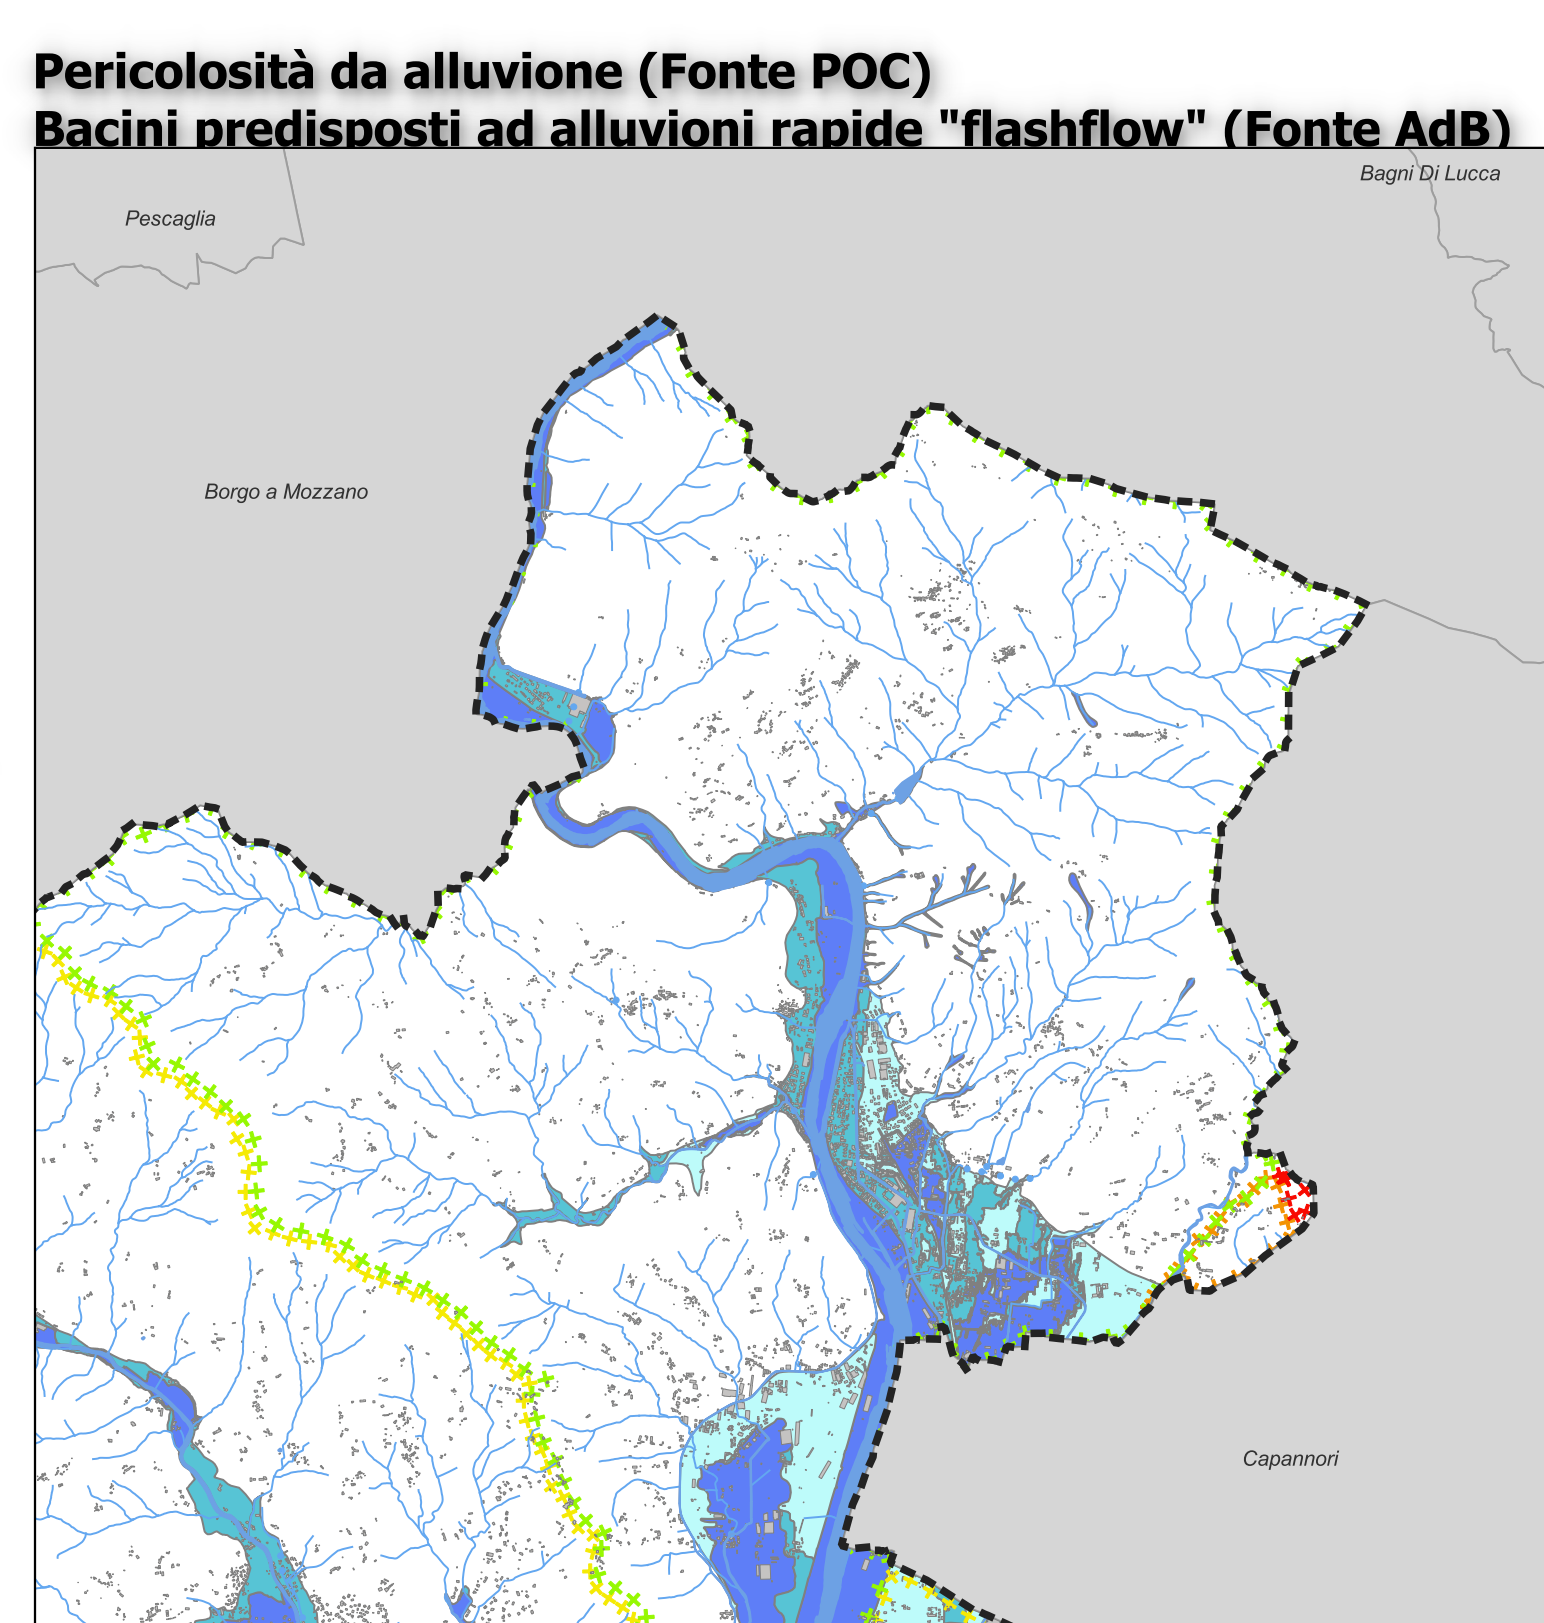 Pericolosità da alluvione (Fonte POC)
Bacini predisposti ad alluvioni rapide "flashflow" (Fonte AdB)
Bagni Di Lucca
Pescaglia
Borgo a Mozzano
Capannori